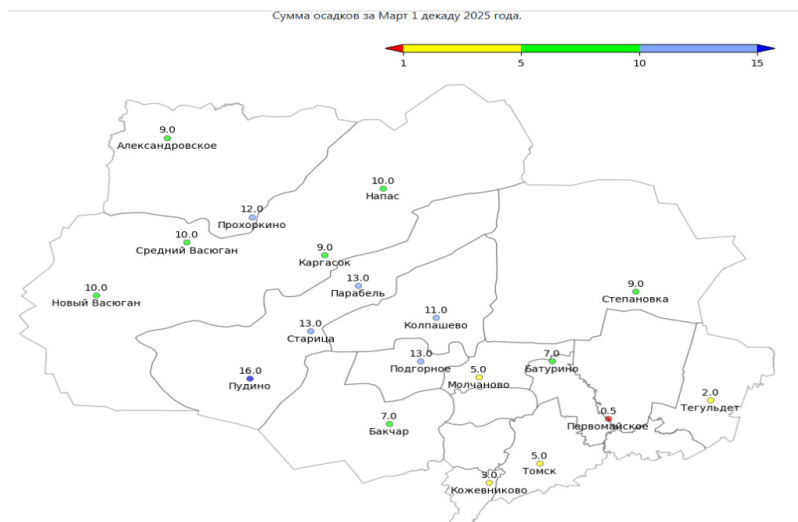 Сумма осадков за Март 1 декаду 2025 года.
1 5 10 15
9.0
Александровское
10.0
Напас
12.0
Прохоркино
10.0
Средний Васюган
9.0
Каргасок
13.0
Парабель
10.0
Новый Васюган
9.0
Степановка
11.0
Колпашево
13.0
Старица
13.0
Подгорное
7.0
Батурино
16.0
Пудино
5.0
Молчаново
2.0
Тегульдет
0.5
Первомайское
7.0
Бакчар
5.0
Томск
3.0
Кожевниково